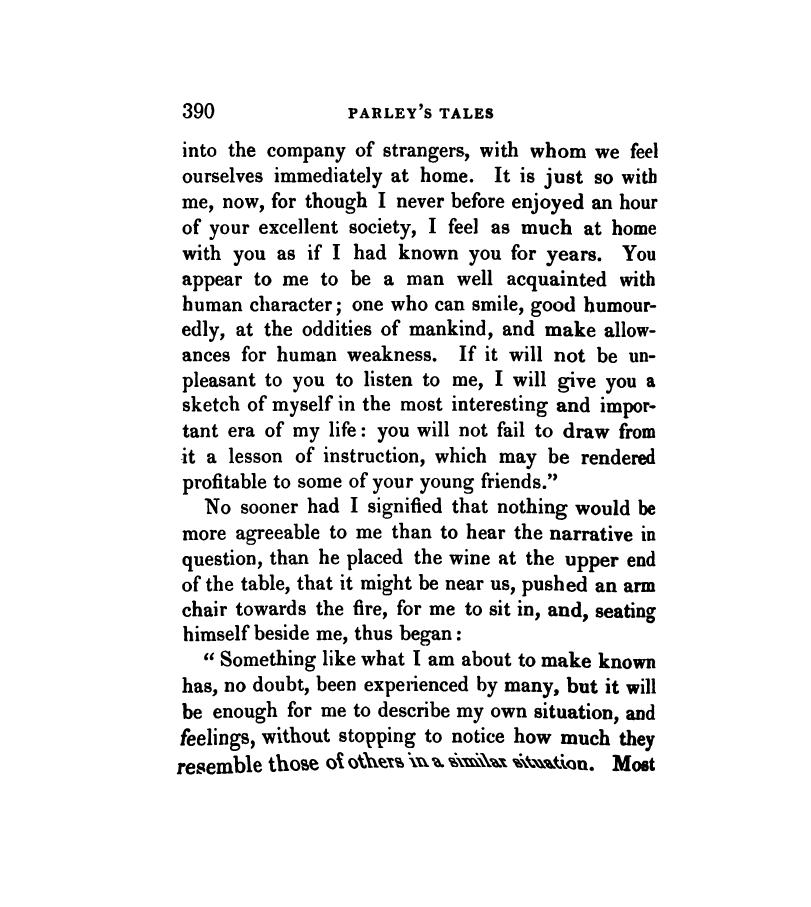 390 PARLEY'S TALES
into the company of strangers, with whom we feel
ourselves immediately at home. It is just so with
me, now, for though I never before enjoyed an hour
of your excellent society, I feel as much at home
with you as if I had known you for years. You
appear to me to be a man well acquainted with
human character; one who can smile, good humour-
edly, at the oddities of mankind, and make allow-
ances for human weakness. If it will not be un-
pleasant to you to listen to me, I will give you a
sketch of myself in the most interesting and impor-
tant era of my life: you will not fail to draw from
it a lesson of instruction, which may be rendered
profitable to some of your young friends."
No sooner had I signified that nothing would be
more agreeable to me than to hear the narrative in
question, than he placed the wine at the upper end
of the table, that it might be near us, pushed an arm
chair towards the fire, for me to sit in, and, seating
himself beside me, thus began:
"Something like what I am about to make known
has, no doubt, been experienced by many, but it will
be enough for me to describe my own situation, and
feelings, without stopping to notice how much they
resemble those of others in a similar situation. Most